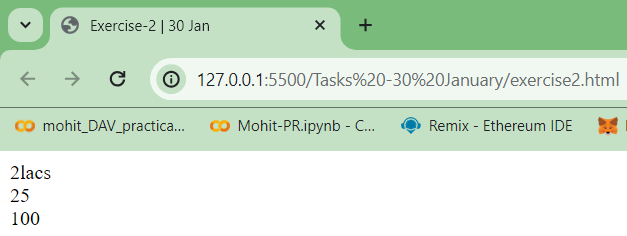 Exercise-2 | 30 Jan
127.0.0.1:5500/Tasks%20-30%20January/exercise2.html
mohit_DAV_practica... Mohit-PR.ipynb - C... Remix - Ethereum IDE
2lacs
25
100